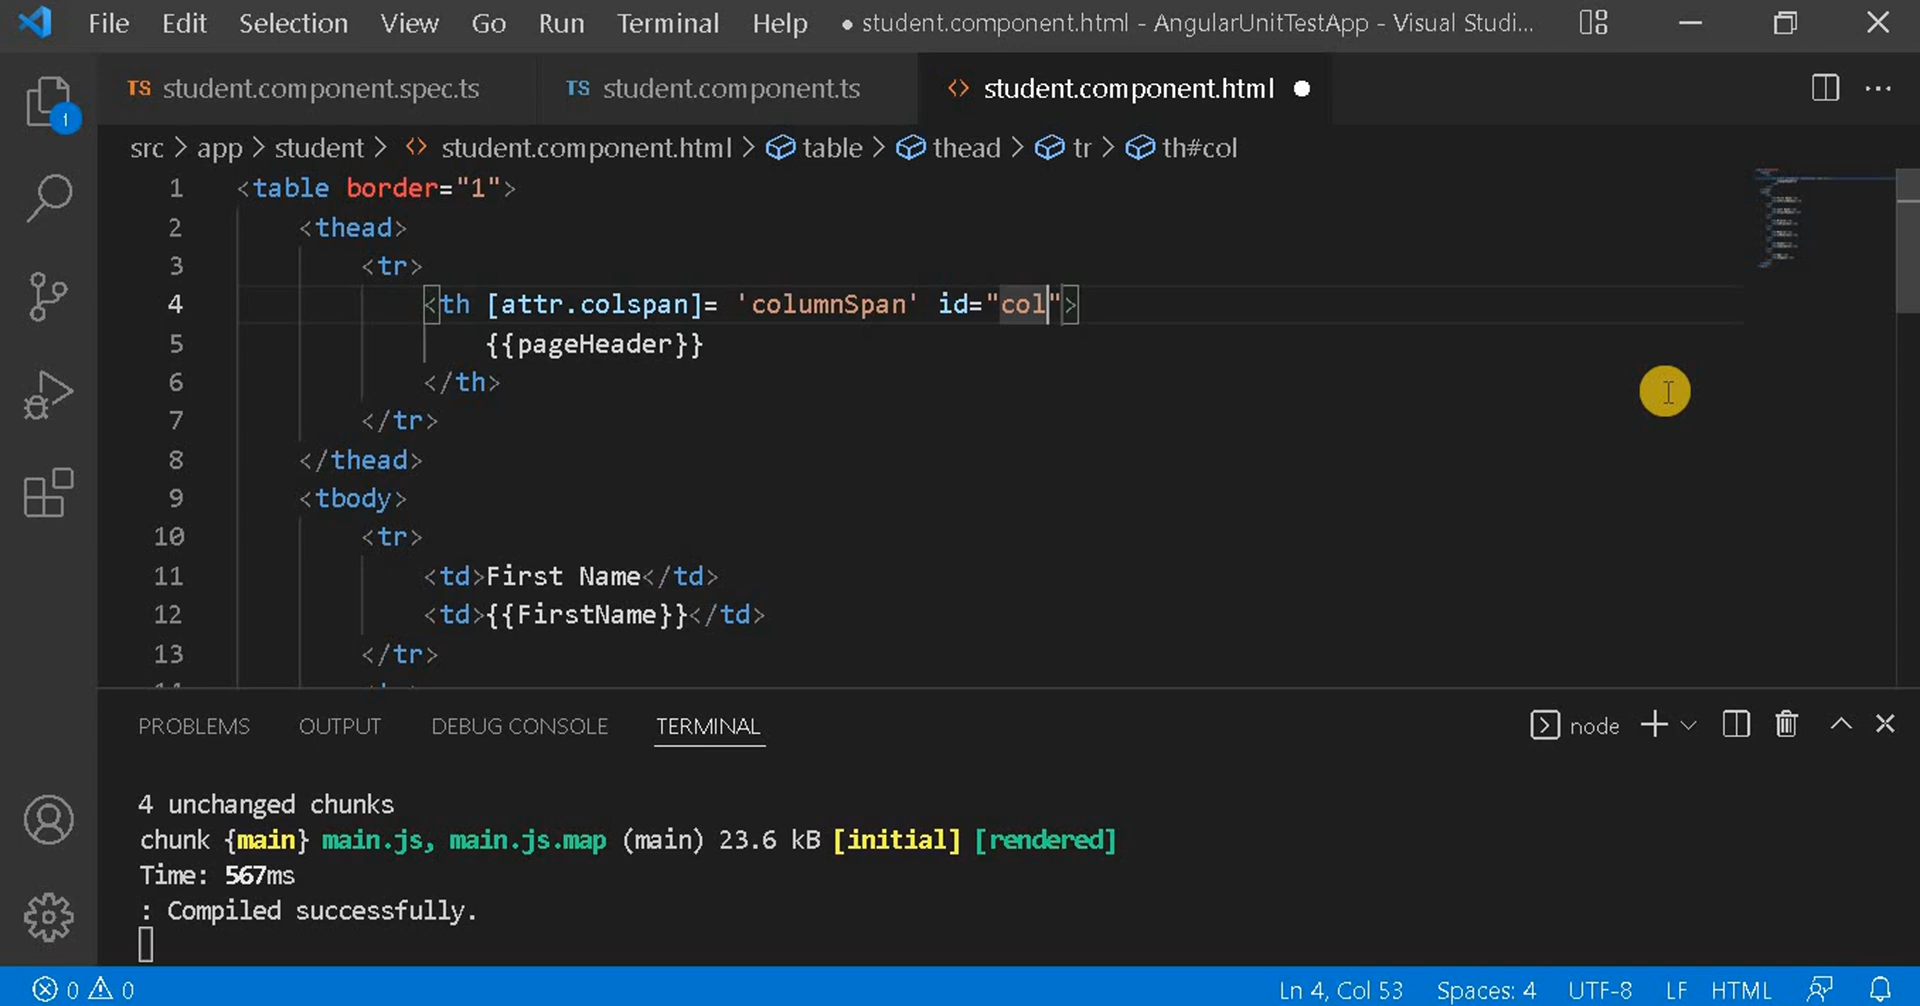 File Edit Selection View Go Run Terminal Help ● student.component.html - AngularUnitTestApp - Visual Studi...
TS student.component.spec.ts TS student.component.ts <> student.component.html ●
1
src > app > student > <> student.component.html > table > thead > tr > th#col
1 <table border="1">
2 <thead>
3 <tr>
4 <th [attr.colspan]= 'columnSpan' id="col">
5 {{pageHeader}}
6 </th>
7 </tr>
8 </thead>
9 <tbody>
10 <tr>
11 <td>First Name</td>
12 <td>{{FirstName}}</td>
13 </tr>
PROBLEMS OUTPUT DEBUG CONSOLE TERMINAL node
4 unchanged chunks
chunk {main} main.js, main.js.map (main) 23.6 kB [initial] [rendered]
Time: 567ms
: Compiled successfully.
0 0 Ln 4, Col 53 Spaces: 4 UTF-8 LF HTML